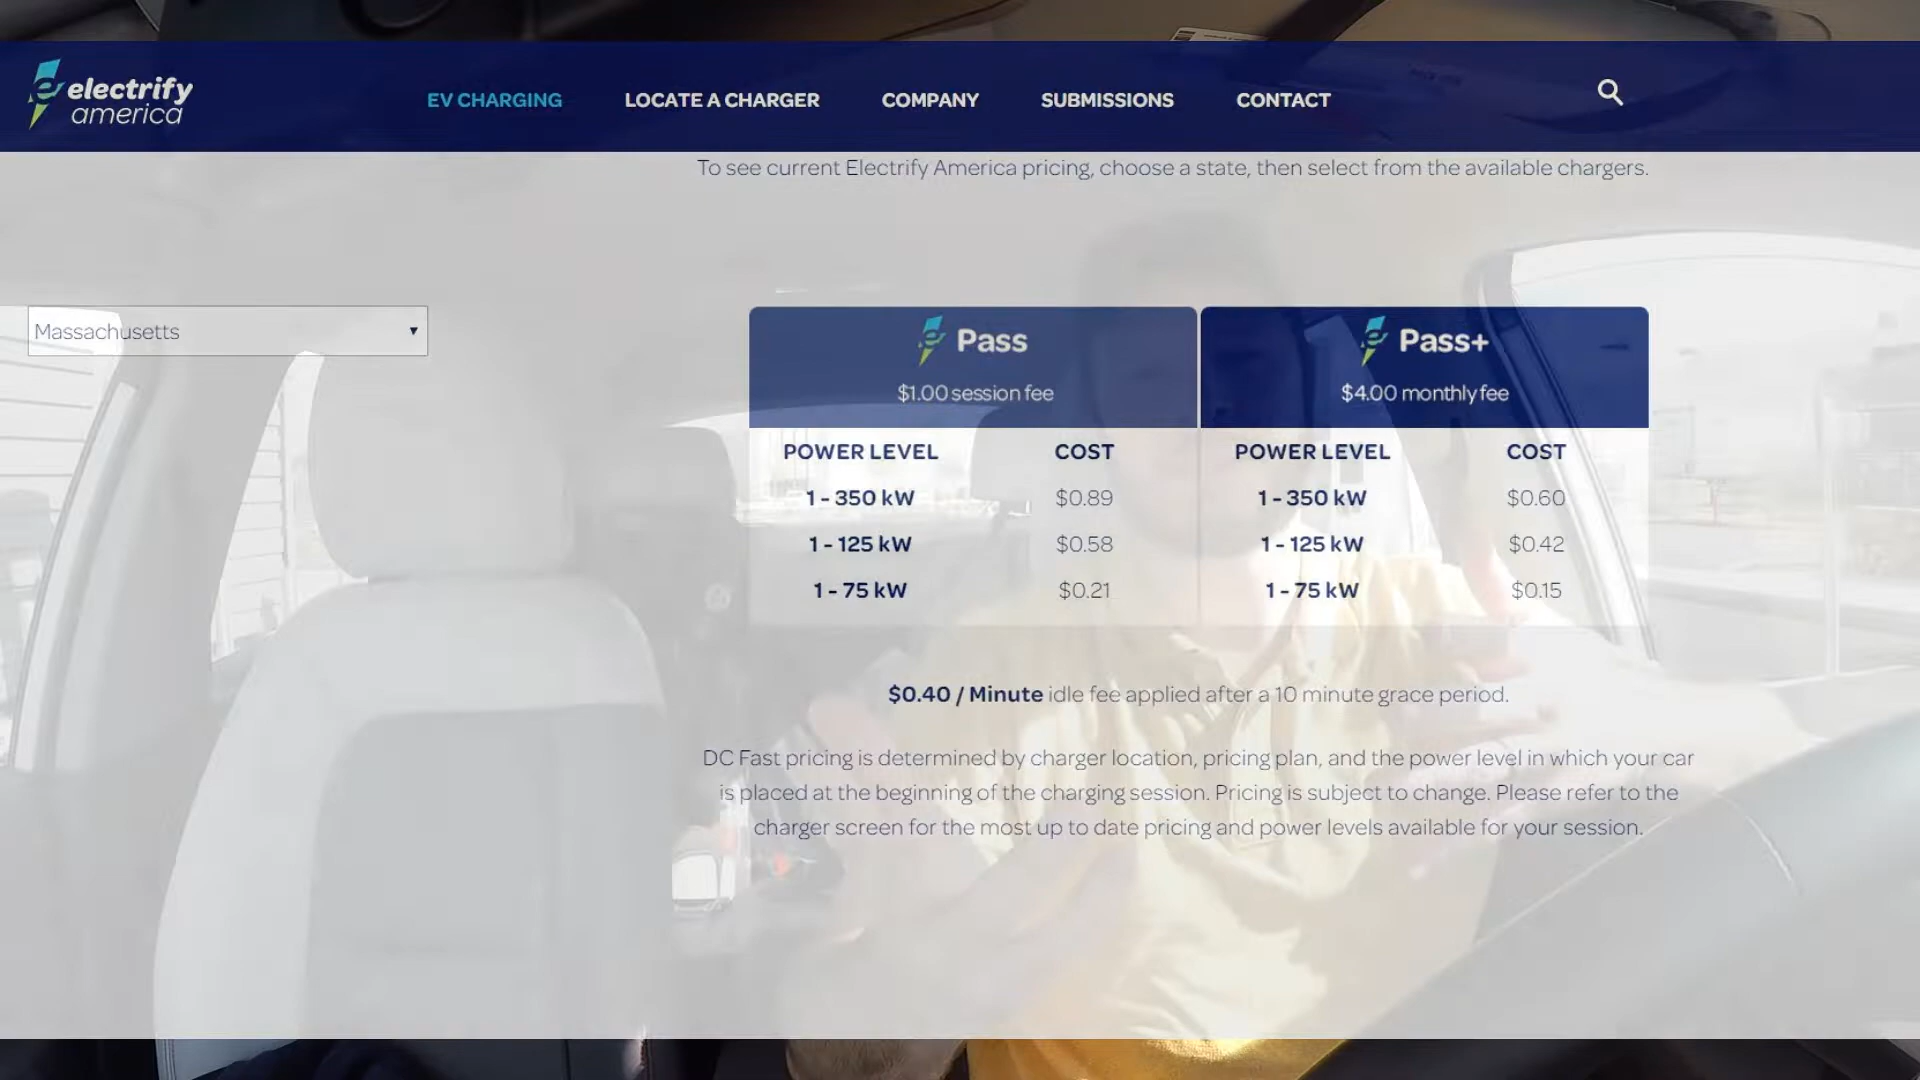 electrify
america
EV CHARGING
LOCATE A CHARGER
COMPANY
SUBMISSIONS
CONTACT
To see current Electrify America pricing, choose a state, then select from the available chargers.
Massachusetts
Pass
$1.00 session fee
POWER LEVEL COST
1 - 350 kW $0.89
1 - 125 kW $0.58
1 - 75 kW $0.21
Pass+
$4.00 monthly fee
POWER LEVEL COST
1 - 350 kW $0.60
1 - 125 kW $0.42
1 - 75 kW $0.15
$0.40 / Minute idle fee applied after a 10 minute grace period.
DC Fast pricing is determined by charger location, pricing plan, and the power level in which your car
is placed at the beginning of the charging session. Pricing is subject to change. Please refer to the
charger screen for the most up to date pricing and power levels available for your session.